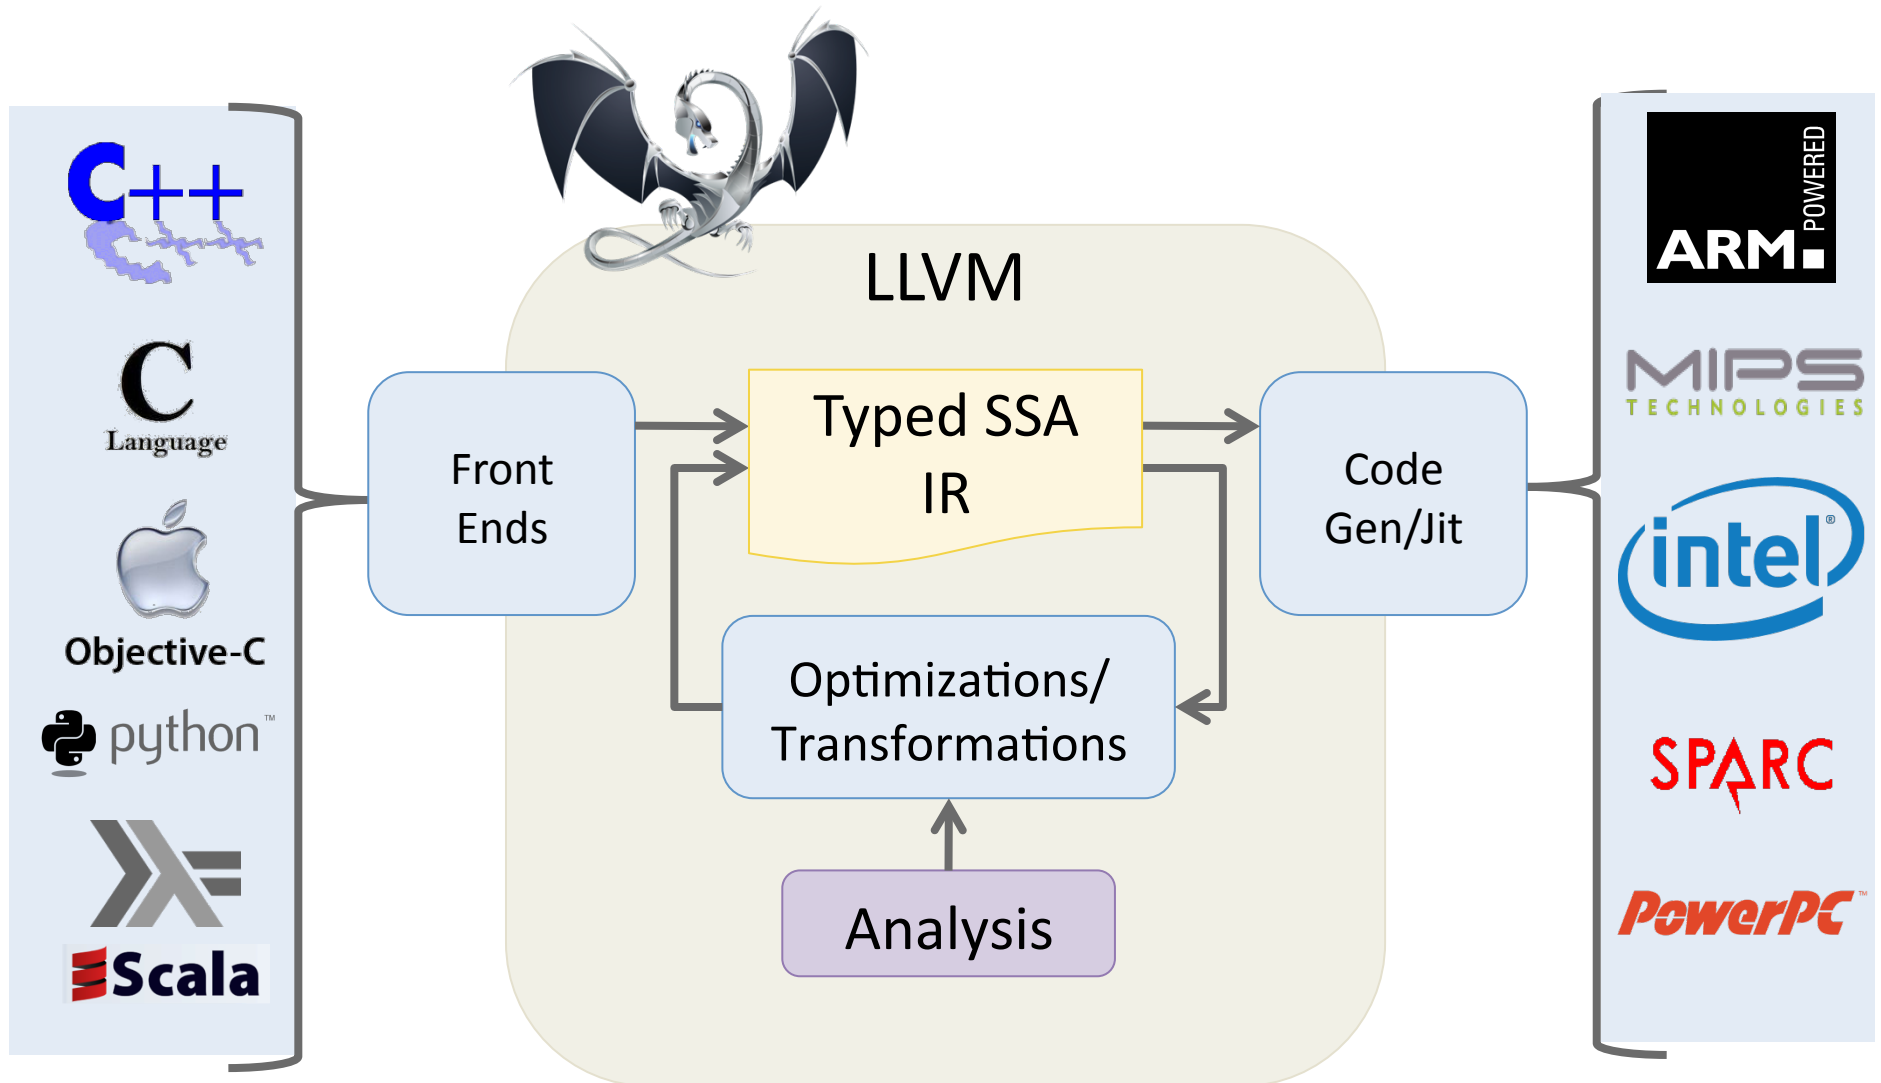 C++
C
Language
Objective-C
python™
Scala
LLVM
Front
Ends
Typed SSA
IR
Code
Gen/Jit
Optimizations/
Transformations
Analysis
ARM
POWERED
MIPS
TECHNOLOGIES
intel®
SPARC
PowerPC™